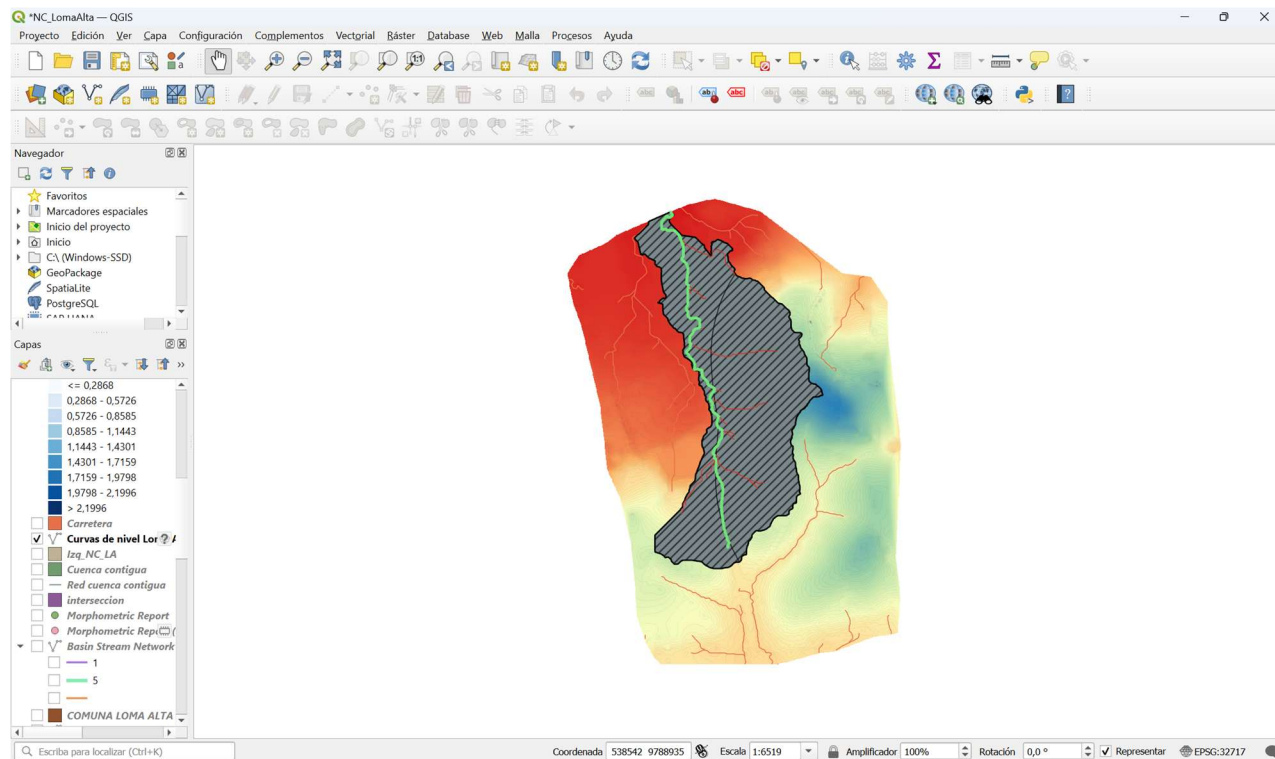 *NC_LomaAlta — QGIS
Proyecto Edición Ver Capa Configuración Complementos Vectorial Ráster Database Web Malla Procesos Ayuda
Navegador
Favoritos
Marcadores espaciales
Inicio del proyecto
Inicio
C:\ (Windows-SSD)
GeoPackage
SpatiaLite
PostgreSQL
SAP HANA
Capas
<= 0,2868
0,2868 - 0,5726
0,5726 - 0,8585
0,8585 - 1,1443
1,1443 - 1,4301
1,4301 - 1,7159
1,7159 - 1,9798
1,9798 - 2,1996
> 2,1996
Carretera
Curvas de nivel Lor ? A
Izq_NC_LA
Cuenca contigua
Red cuenca contigua
interseccion
Morphometric Report
Morphometric Rep (
Basin Stream Network
1
5
COMUNA LOMA ALTA
Escriba para localizar (Ctrl+K) Coordenada 538542 9788935 Escala 1:6519 Amplificador 100% Rotación 0,0 ° Representar EPSG:32717